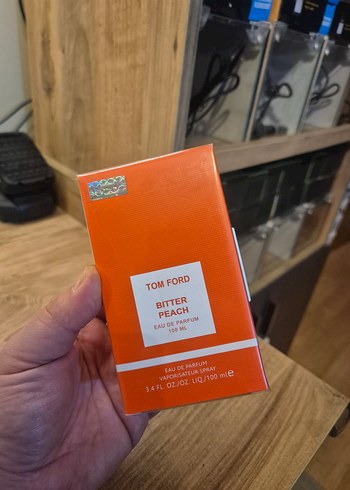 TOM FORD
BITTER
PEACH
EAU DE PARFUM
100 ML
EAU DE PARFUM
VAPORISATEUR SPRAY
3.4 FL. OZ./OZ. LIQ./100 ml ℮